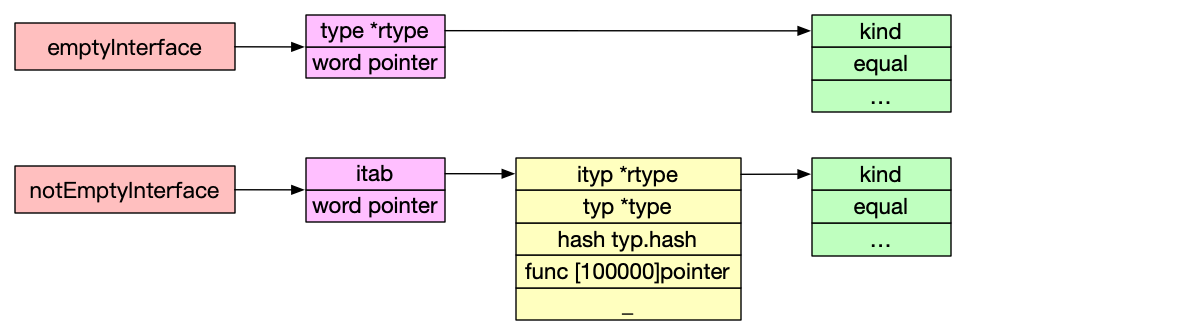 emptyInterface
type *rtype
word pointer
kind
equal
...
notEmptyInterface
itab
word pointer
ityp *rtype
typ *type
hash typ.hash
func [100000]pointer
_
kind
equal
...